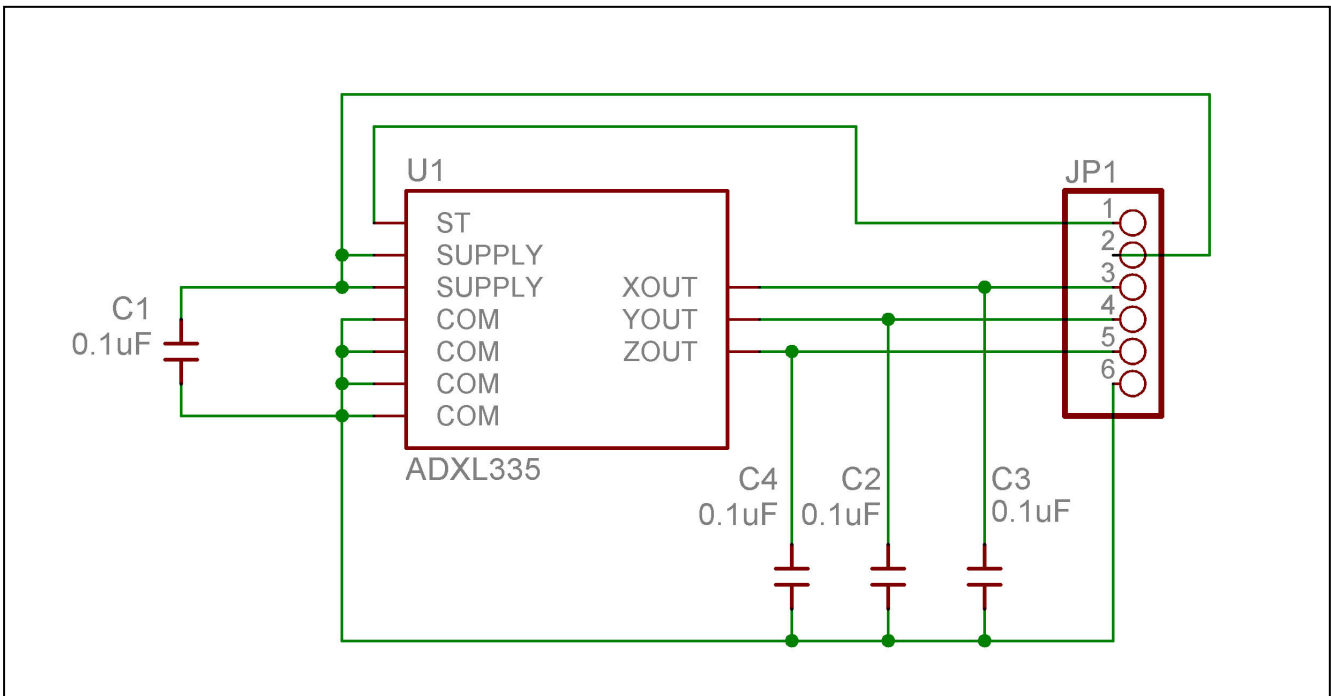 U1
JP1
ST
SUPPLY
SUPPLY
COM
COM
COM
COM
XOUT
YOUT
ZOUT
1
2
3
4
5
6
C1
0.1uF
ADXL335
C4
0.1uF
C2
0.1uF
C3
0.1uF